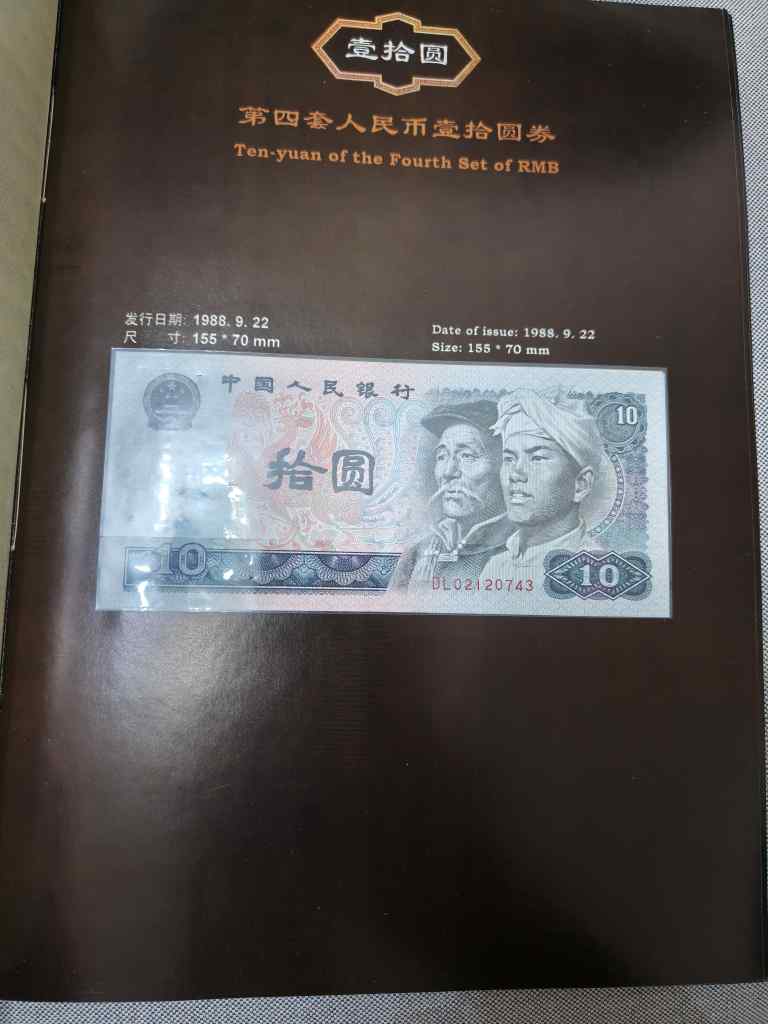 壹拾圆
第四套人民币壹拾圆券
Ten-yuan of the Fourth Set of RMB
发行日期: 1988. 9. 22
尺 寸: 155 * 70 mm
Date of issue: 1988. 9. 22
Size: 155 * 70 mm
中国人民银行
10
拾圆
10
DL02120743
10